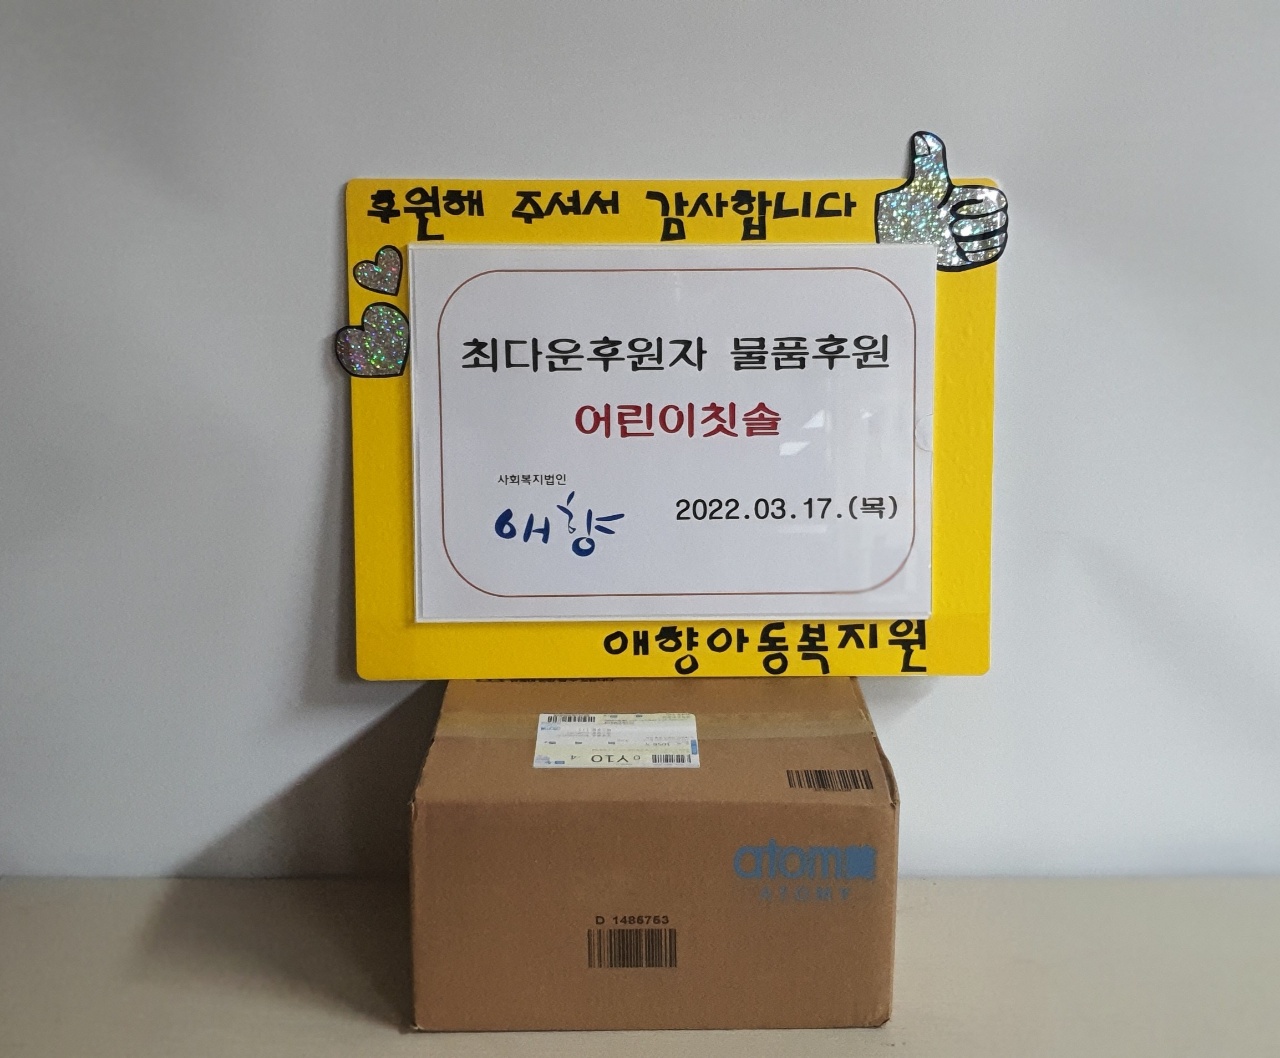 후원해 주셔서 감사합니다
최다운후원자 물품후원
어린이칫솔
사회복지법인
애향
2022.03.17.(목)
애향아동복지원
Y10
atom
ATOMY
D 1486763